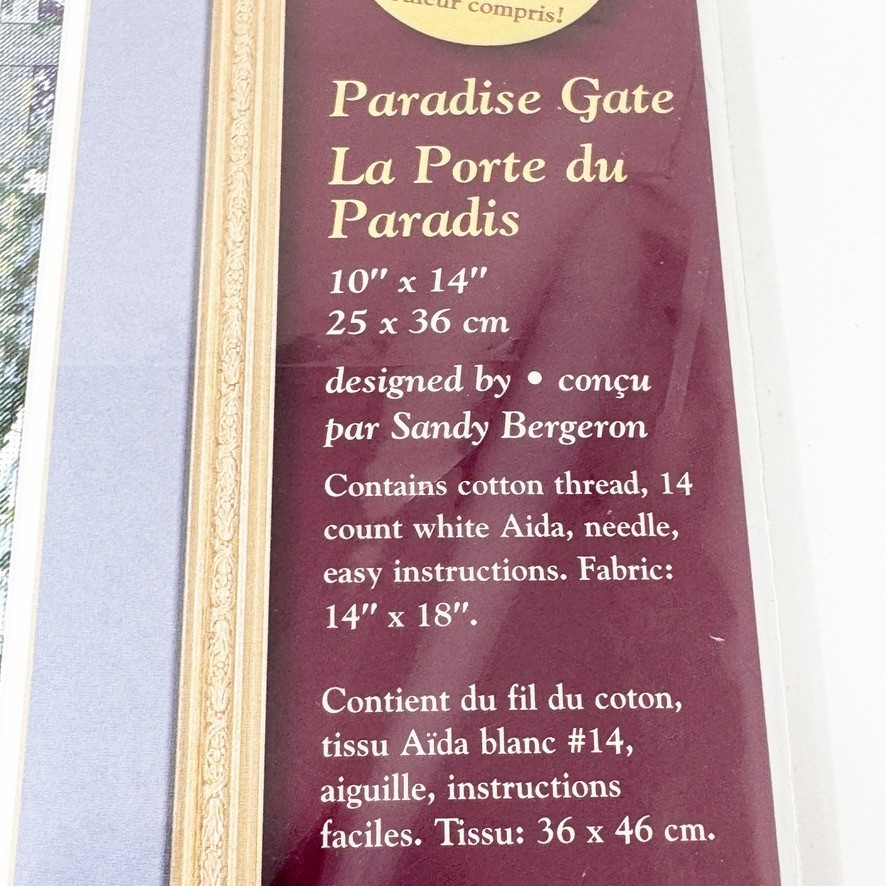 compris!
Paradise Gate
La Porte du
Paradis
10" x 14"
25 x 36 cm
designed by • conçu
par Sandy Bergeron
Contains cotton thread, 14
count white Aida, needle,
easy instructions. Fabric:
14" x 18".
Contient du fil du coton,
tissu Aïda blanc #14,
aiguille, instructions
faciles. Tissu: 36 x 46 cm.